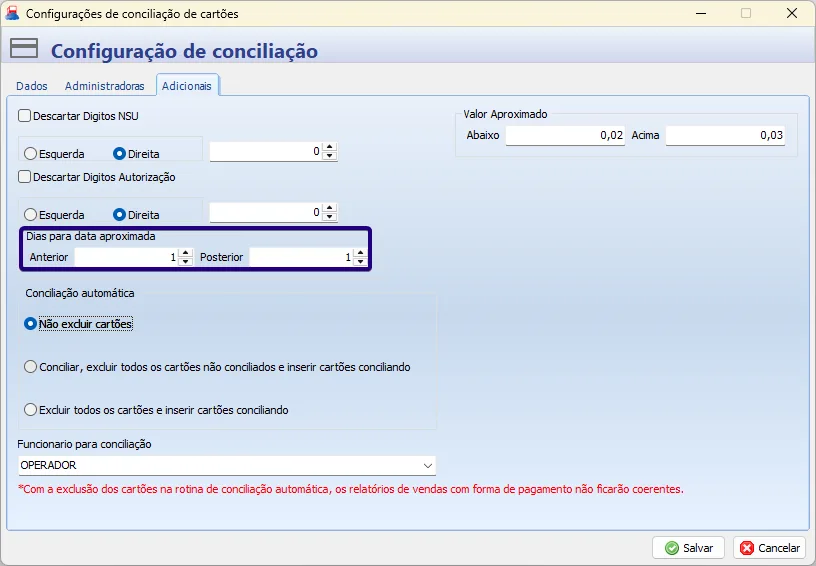 Configurações de conciliação de cartões
Configuração de conciliação
Dados Administradoras Adicionais
Descartar Digitos NSU
Esquerda Direita 0
Descartar Digitos Autorização
Esquerda Direita 0
Dias para data aproximada
Anterior 1 Posterior 1
Valor Aproximado
Abaixo 0,02 Acima 0,03
Conciliação automática
Não excluir cartões
Conciliar, excluir todos os cartões não conciliados e inserir cartões conciliando
Excluir todos os cartões e inserir cartões conciliando
Funcionario para conciliação
OPERADOR
*Com a exclusão dos cartões na rotina de conciliação automática, os relatórios de vendas com forma de pagamento não ficarão coerentes.
Salvar Cancelar